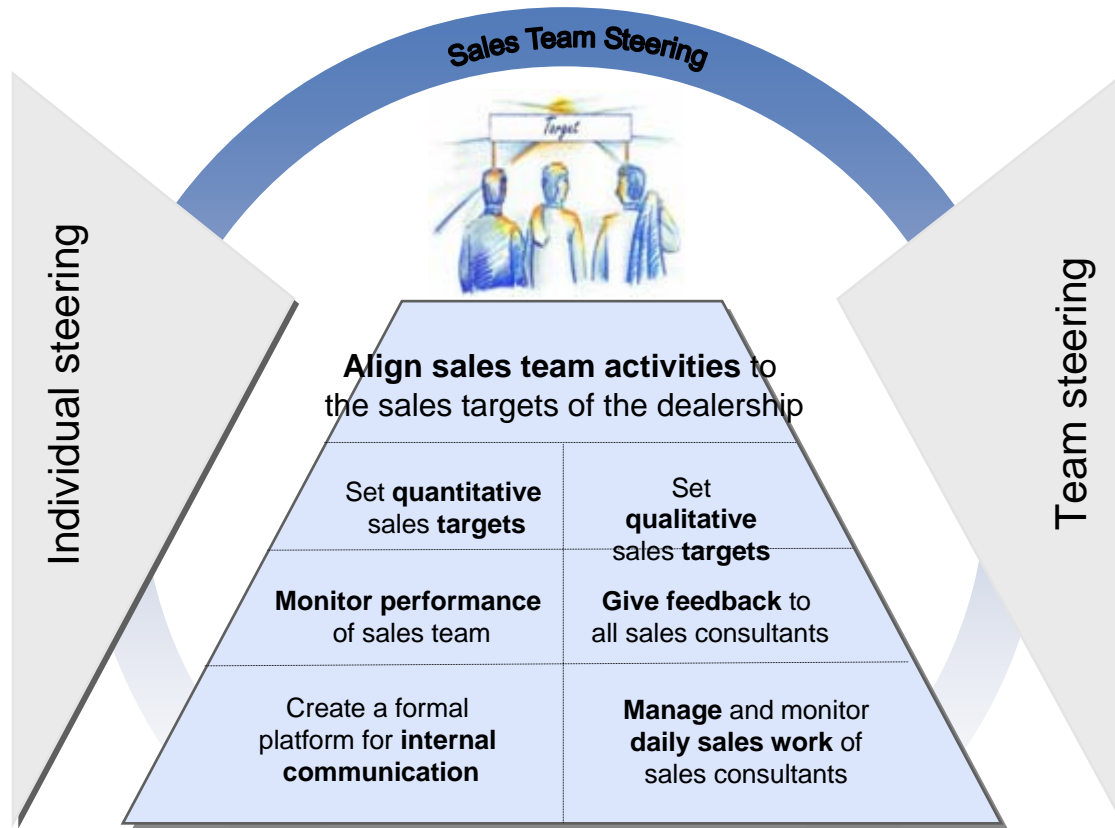 Sales Team Steering
Target
Individual steering
Team steering
Align sales team activities to
the sales targets of the dealership
Set quantitative
sales targets
Set
qualitative
sales targets
Monitor performance
of sales team
Give feedback to
all sales consultants
Create a formal
platform for internal
communication
Manage and monitor
daily sales work of
sales consultants